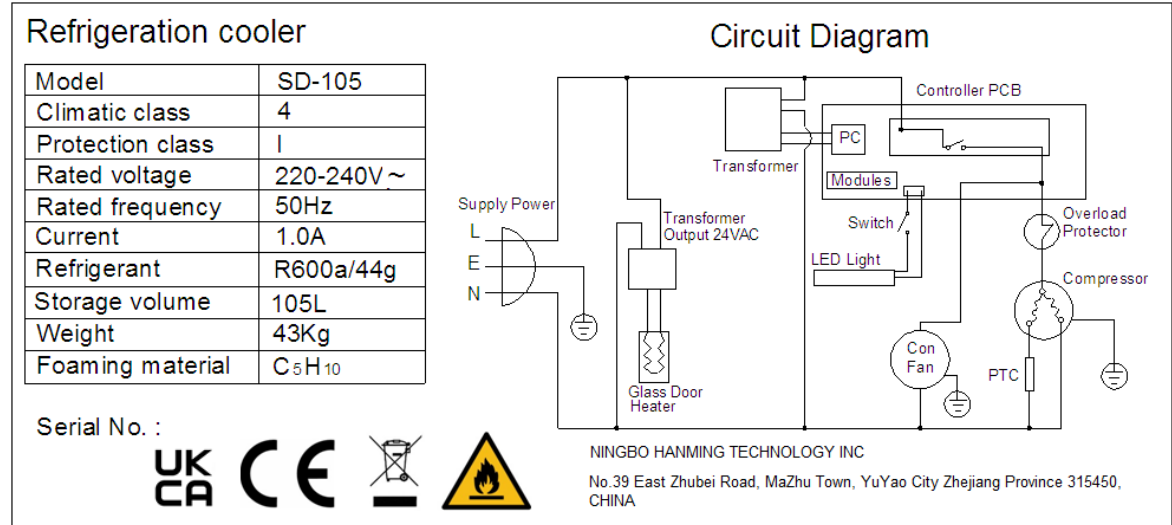 Refrigeration cooler
Model SD-105
Climatic class 4
Protection class I
Rated voltage 220-240V~
Rated frequency 50Hz
Current 1.0A
Refrigerant R600a/44g
Storage volume 105L
Weight 43Kg
Foaming material C5H10
Serial No. :
UK
CA
CE
Circuit Diagram
Controller PCB
PC
Transformer
Modules
Supply Power
L
E
N
Transformer
Output 24VAC
Switch
LED Light
Overload
Protector
Compressor
Con
Fan
PTC
Glass Door
Heater
NINGBO HANMING TECHNOLOGY INC
No.39 East Zhubei Road, MaZhu Town, YuYao City Zhejiang Province 315450,
CHINA